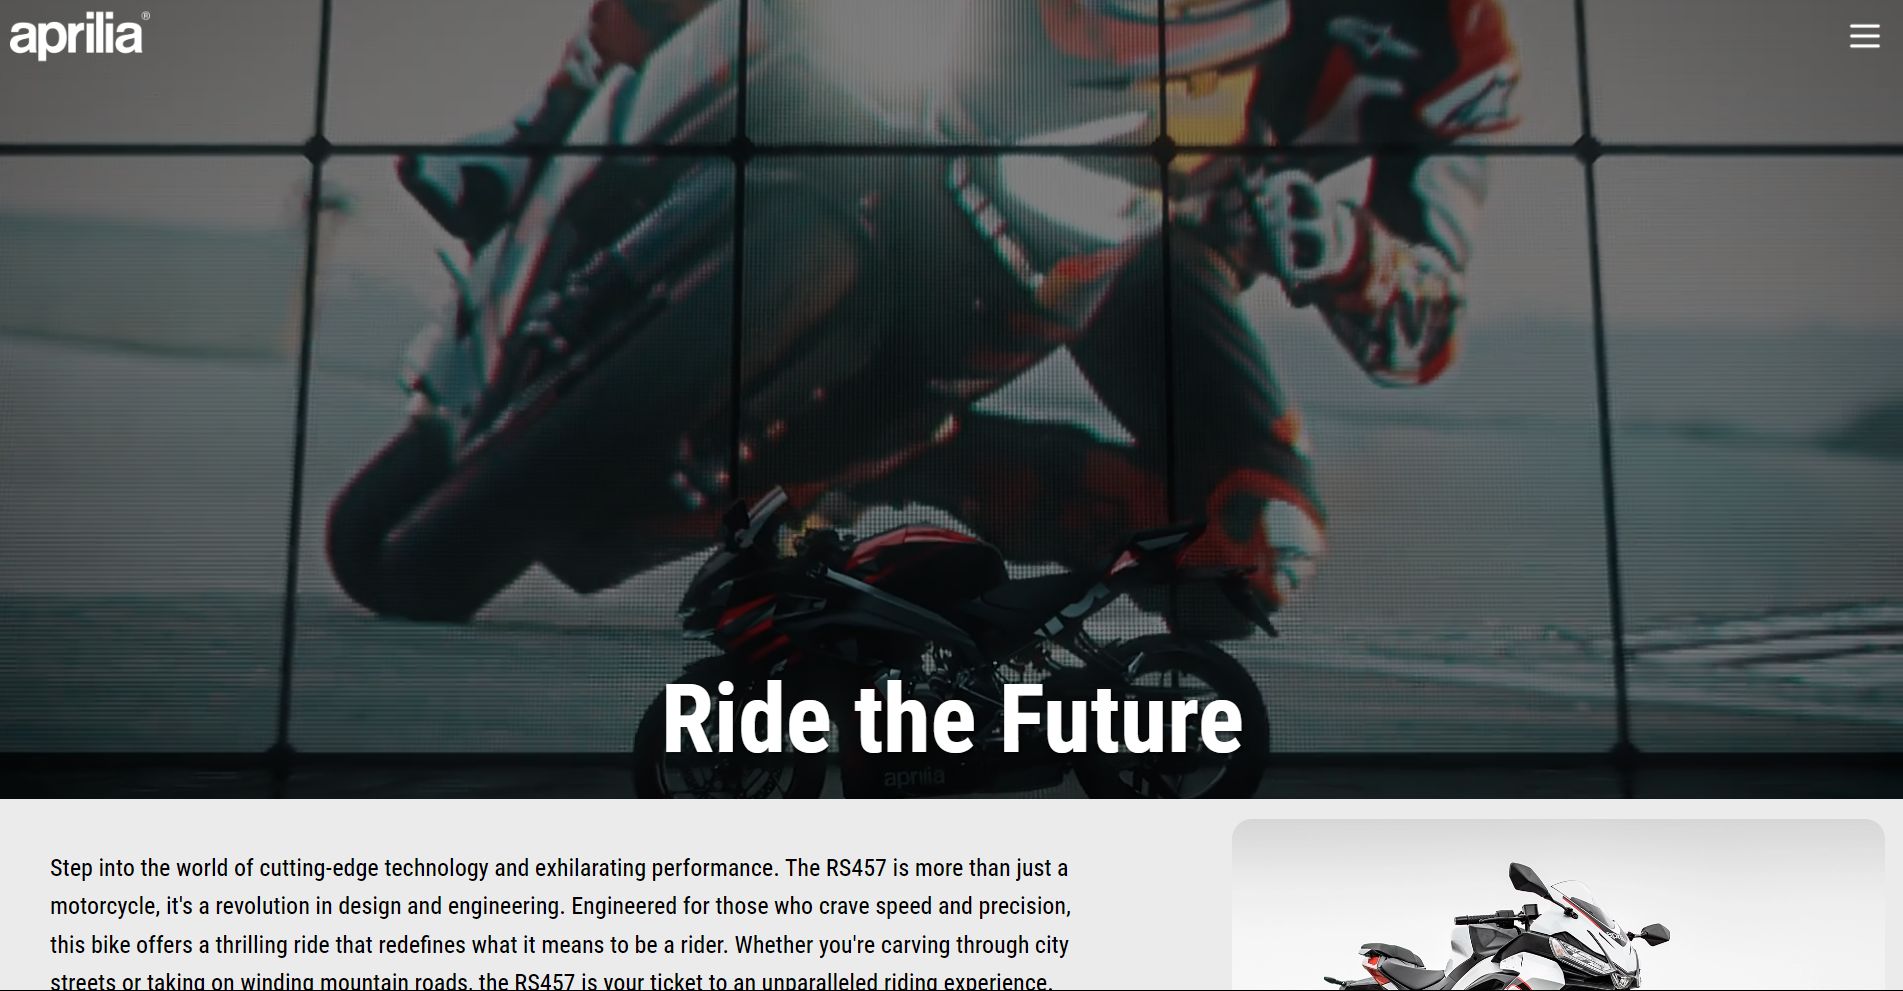 aprilia®
Ride the Future
aprilia
Step into the world of cutting-edge technology and exhilarating performance. The RS457 is more than just a
motorcycle, it's a revolution in design and engineering. Engineered for those who crave speed and precision,
this bike offers a thrilling ride that redefines what it means to be a rider. Whether you're carving through city
streets or taking on winding mountain roads, the RS457 is your ticket to an unparalleled riding experience.